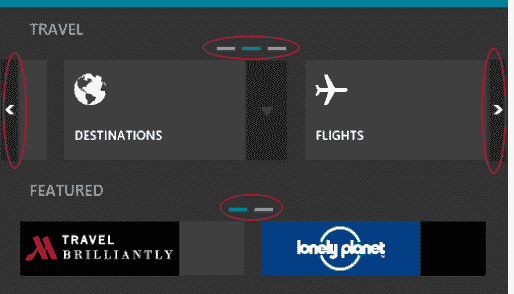 TRAVEL
DESTINATIONS
FLIGHTS
FEATURED
TRAVEL
BRILLIANTLY
lonely planet